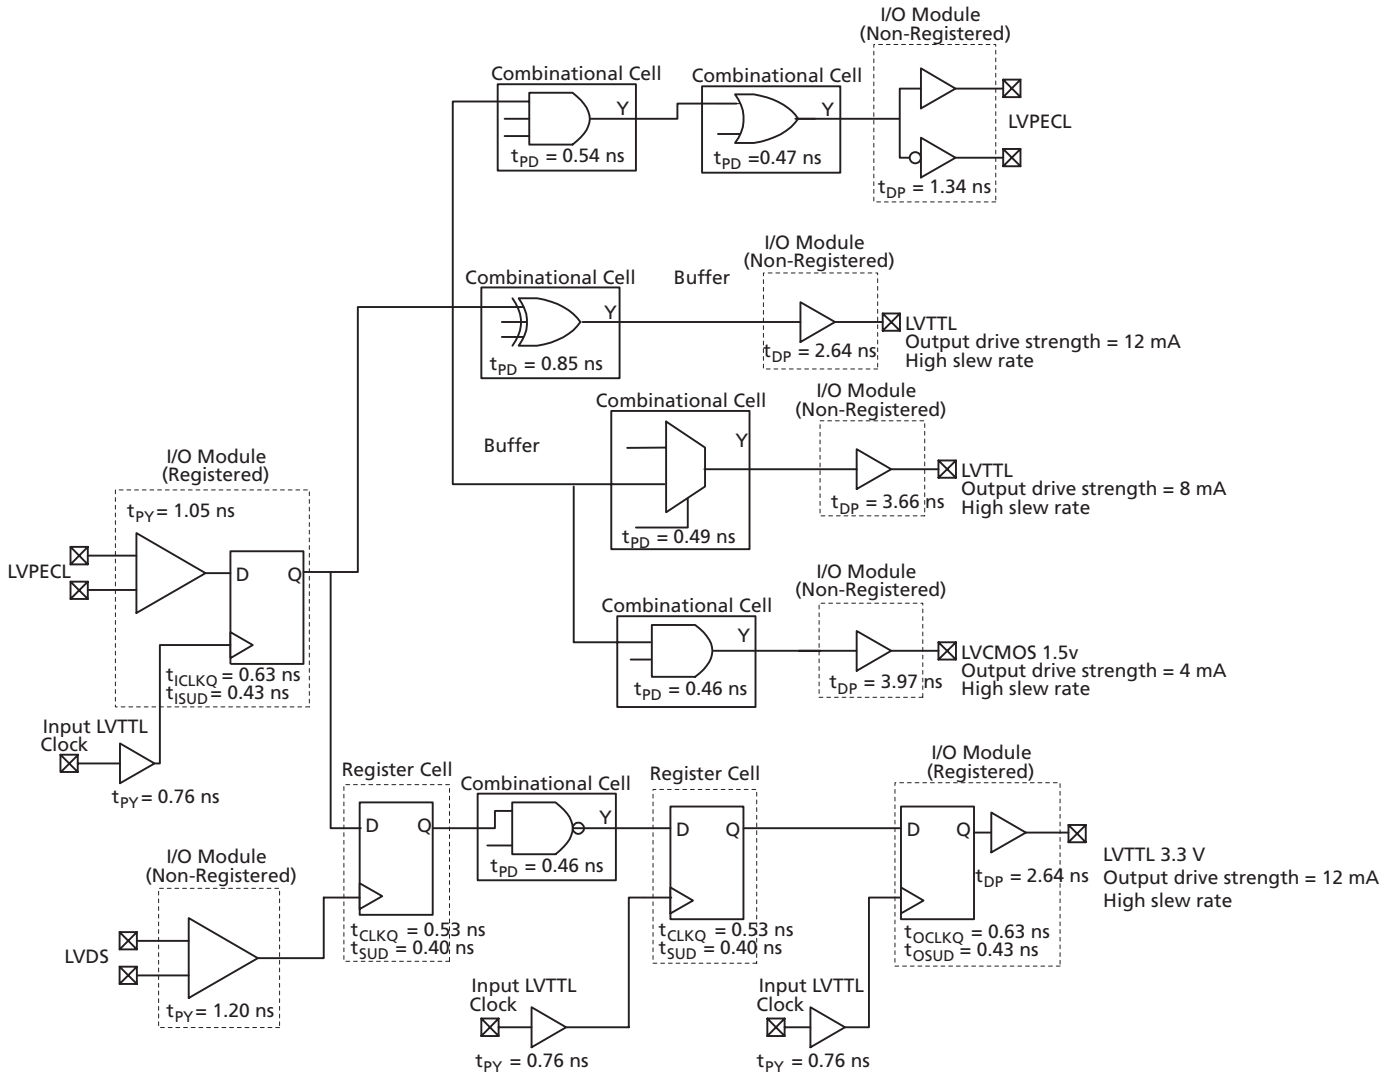 I/O Module
(Non-Registered)
Combinational Cell
Y
tPD = 0.54 ns
Combinational Cell
Y
tPD =0.47 ns
LVPECL
tDP = 1.34 ns
I/O Module
(Non-Registered)
Combinational Cell
Buffer
Y
tPD = 0.85 ns
tDP = 2.64 ns
LVTTL
Output drive strength = 12 mA
High slew rate
I/O Module
(Non-Registered)
Combinational Cell
Buffer
Y
tPD = 0.49 ns
tDP = 3.66 ns
LVTTL
Output drive strength = 8 mA
High slew rate
I/O Module
(Registered)
tPY = 1.05 ns
LVPECL
D
Q
tICLKQ = 0.63 ns
tISUD = 0.43 ns
Input LVTTL
Clock
tPY = 0.76 ns
I/O Module
(Non-Registered)
Combinational Cell
Y
tPD = 0.46 ns
tDP = 3.97 ns
LVCMOS 1.5v
Output drive strength = 4 mA
High slew rate
Register Cell
D
Q
tCLKQ = 0.53 ns
tSUD = 0.40 ns
Combinational Cell
Y
tPD = 0.46 ns
Register Cell
D
Q
tCLKQ = 0.53 ns
tSUD = 0.40 ns
I/O Module
(Registered)
D
Q
tDP = 2.64 ns
tOCLKQ = 0.63 ns
tOSUD = 0.43 ns
LVTTL 3.3 V
Output drive strength = 12 mA
High slew rate
I/O Module
(Non-Registered)
LVDS
tPY = 1.20 ns
Input LVTTL
Clock
tPY = 0.76 ns
Input LVTTL
Clock
tPY = 0.76 ns